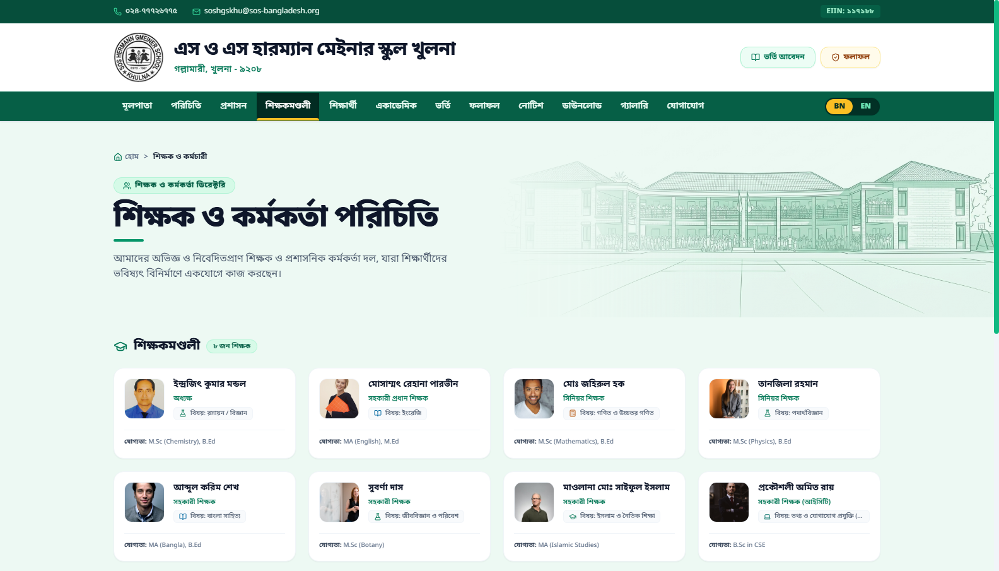 ০২৪-৭৭৭২৬৭৭৫
soshgskhu@sos-bangladesh.org
EIIN: ১১৭১৮৮
SOS HERMANN GMEINER SCHOOL
KHULNA
এস ও এস হারম্যান মেইনার স্কুল খুলনা
গল্লামারী, খুলনা - ৯২০৮
ভর্তি আবেদন
ফলাফল
মূলপাতা পরিচিতি প্রশাসন শিক্ষকমণ্ডলী শিক্ষার্থী একাডেমিক ভর্তি ফলাফল নোটিশ ডাউনলোড গ্যালারি যোগাযোগ BN EN
হোম > শিক্ষক ও কর্মচারী
শিক্ষক ও কর্মকর্তা ডিরেক্টরি
শিক্ষক ও কর্মকর্তা পরিচিতি
আমাদের অভিজ্ঞ ও নিবেদিতপ্রাণ শিক্ষক ও প্রশাসনিক কর্মকর্তা দল, যারা শিক্ষার্থীদের
ভবিষ্যৎ বিনির্মাণে একযোগে কাজ করছেন।
শিক্ষকমণ্ডলী
৮ জন শিক্ষক
ইন্দ্রজিৎ কুমার মন্ডল
অধ্যক্ষ
বিষয়: রসায়ন / বিজ্ঞান
যোগ্যতা: M.Sc (Chemistry), B.Ed
মোসাম্মৎ রেহানা পারভীন
সহকারী প্রধান শিক্ষক
বিষয়: ইংরেজি
যোগ্যতা: MA (English), M.Ed
মোঃ জহিরুল হক
সিনিয়র শিক্ষক
বিষয়: গণিত ও উচ্চতর গণিত
যোগ্যতা: M.Sc (Mathematics), B.Ed
তানজিলা রহমান
সিনিয়র শিক্ষক
বিষয়: পদার্থবিজ্ঞান
যোগ্যতা: M.Sc (Physics), B.Ed
আব্দুল করিম শেখ
সহকারী শিক্ষক
বিষয়: বাংলা সাহিত্য
যোগ্যতা: MA (Bangla), B.Ed
সুবর্ণা দাস
সহকারী শিক্ষক
বিষয়: জীববিজ্ঞান ও পরিবেশ
যোগ্যতা: M.Sc (Botany)
মাওলানা মোঃ সাইফুল ইসলাম
সহকারী শিক্ষক
বিষয়: ইসলাম ও নৈতিক শিক্ষা
যোগ্যতা: MA (Islamic Studies)
প্রকৌশলী অমিত রায়
সহকারী শিক্ষক (আইসিটি)
বিষয়: তথ্য ও যোগাযোগ প্রযুক্তি (...
যোগ্যতা: B.Sc in CSE